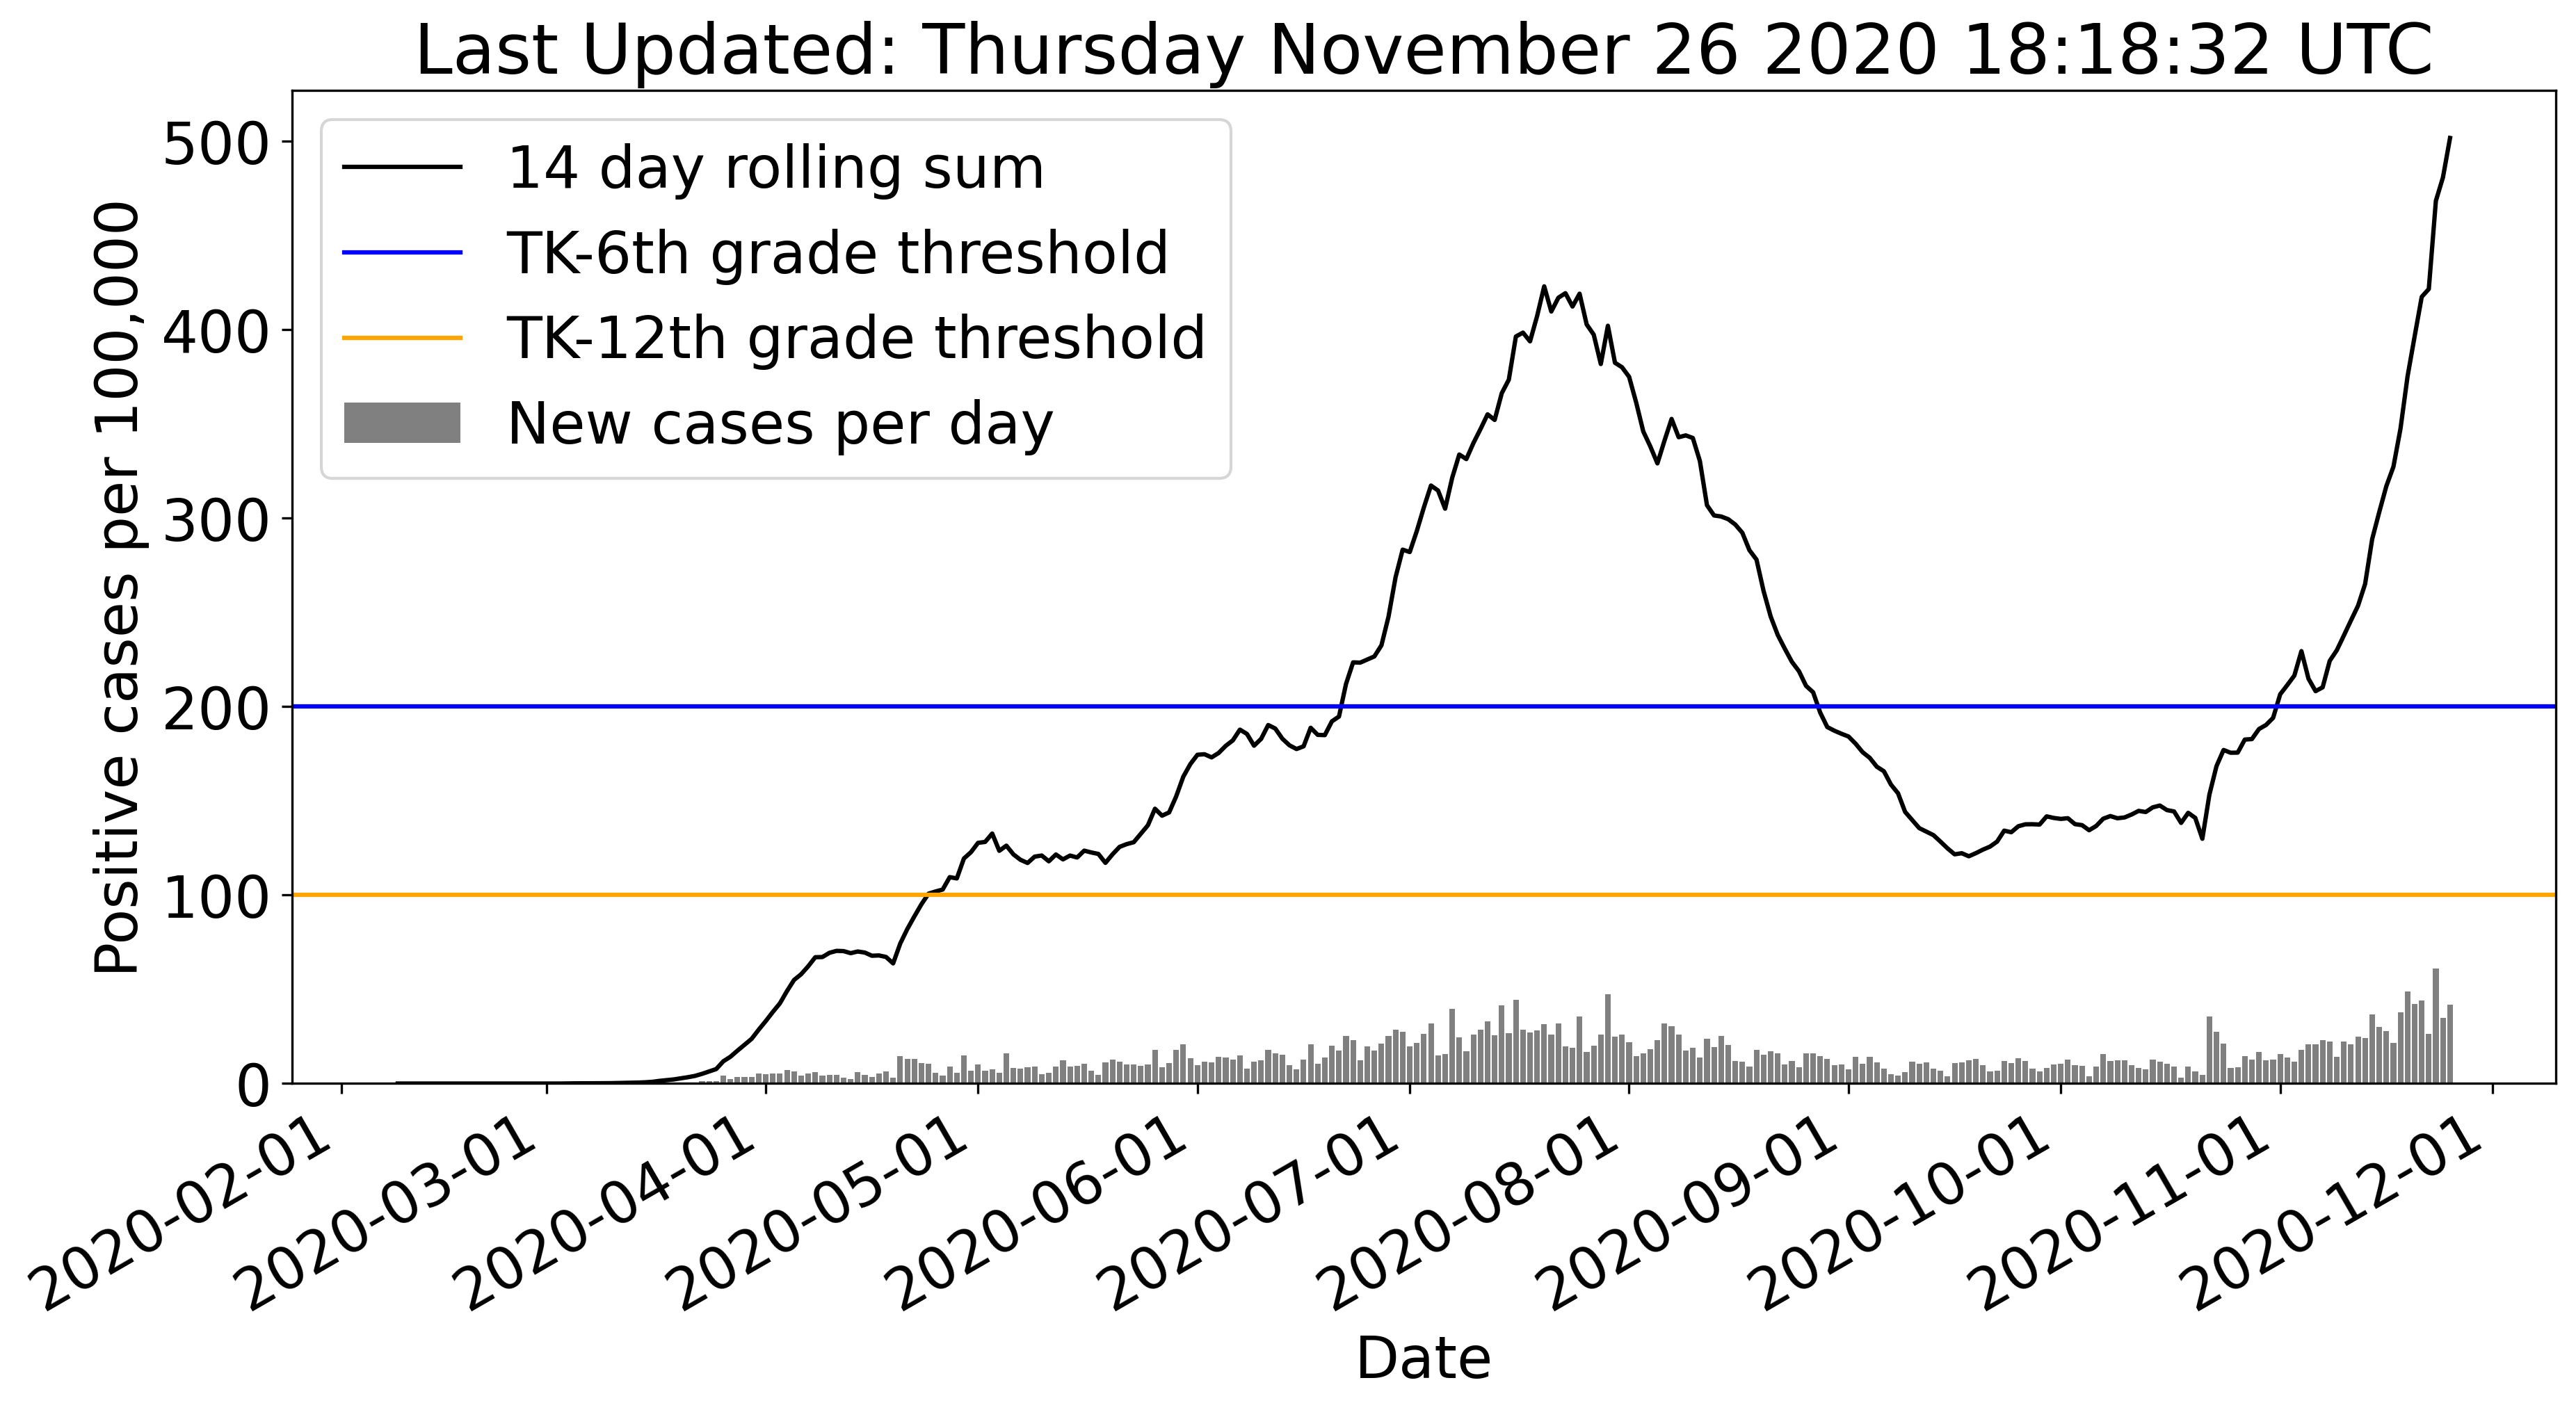 Last Updated: Thursday November 26 2020 18:18:32 UTC
14 day rolling sum
TK-6th grade threshold
TK-12th grade threshold
New cases per day
Positive cases per 100,000
500
400
300
200
100
0
2020-02-01
2020-03-01
2020-04-01
2020-05-01
2020-06-01
2020-07-01
2020-08-01
2020-09-01
2020-10-01
2020-11-01
2020-12-01
Date